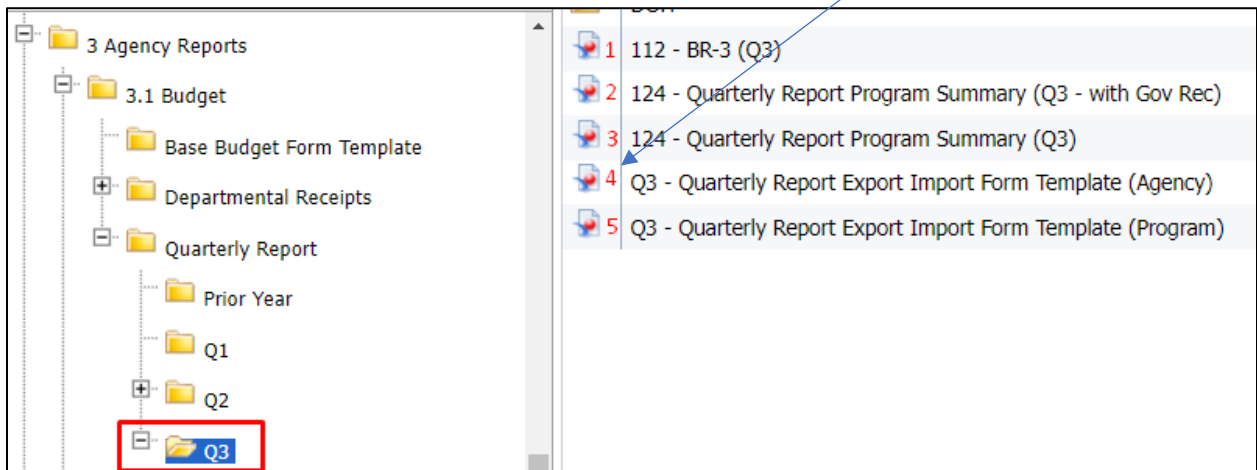 3 Agency Reports
3.1 Budget
Base Budget Form Template
Departmental Receipts
Quarterly Report
Prior Year
Q1
Q2
Q3
1 112 - BR-3 (Q3)
2 124 - Quarterly Report Program Summary (Q3 - with Gov Rec)
3 124 - Quarterly Report Program Summary (Q3)
4 Q3 - Quarterly Report Export Import Form Template (Agency)
5 Q3 - Quarterly Report Export Import Form Template (Program)